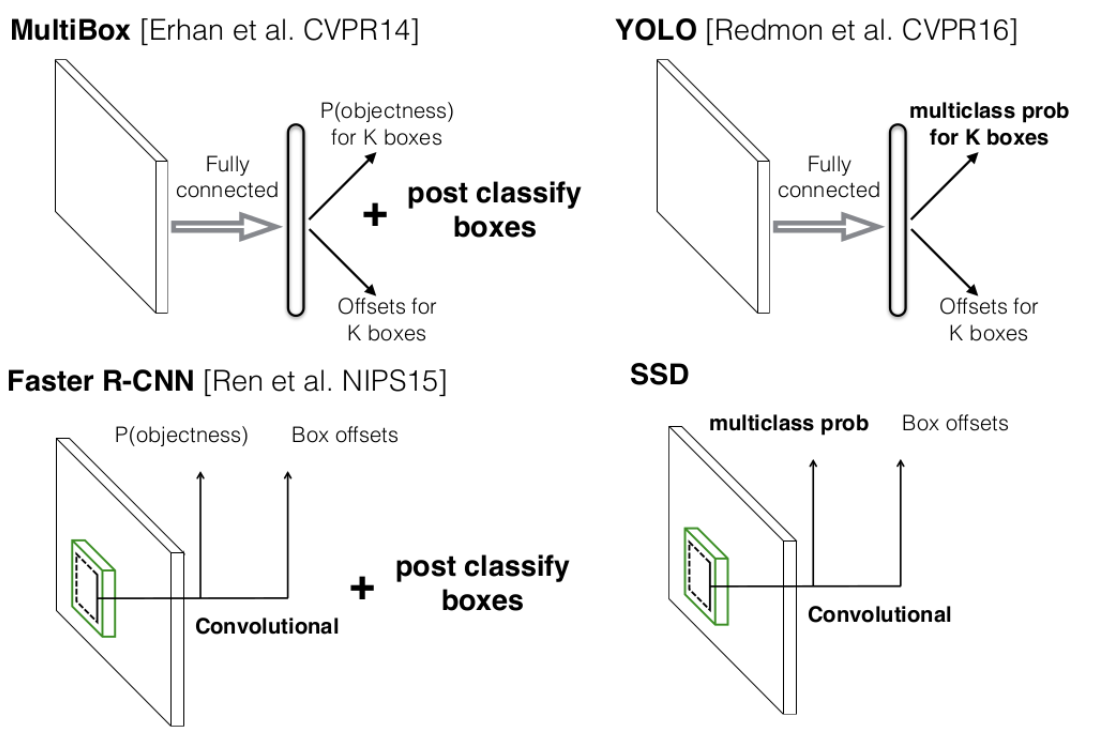 MultiBox [Erhan et al. CVPR14]
P(objectness)
for K boxes
Fully
connected
+
post classify
boxes
Offsets for
K boxes
YOLO [Redmon et al. CVPR16]
multiclass prob
for K boxes
Fully
connected
Offsets for
K boxes
Faster R-CNN [Ren et al. NIPS15]
P(objectness) Box offsets
+
post classify
boxes
Convolutional
SSD
multiclass prob Box offsets
Convolutional